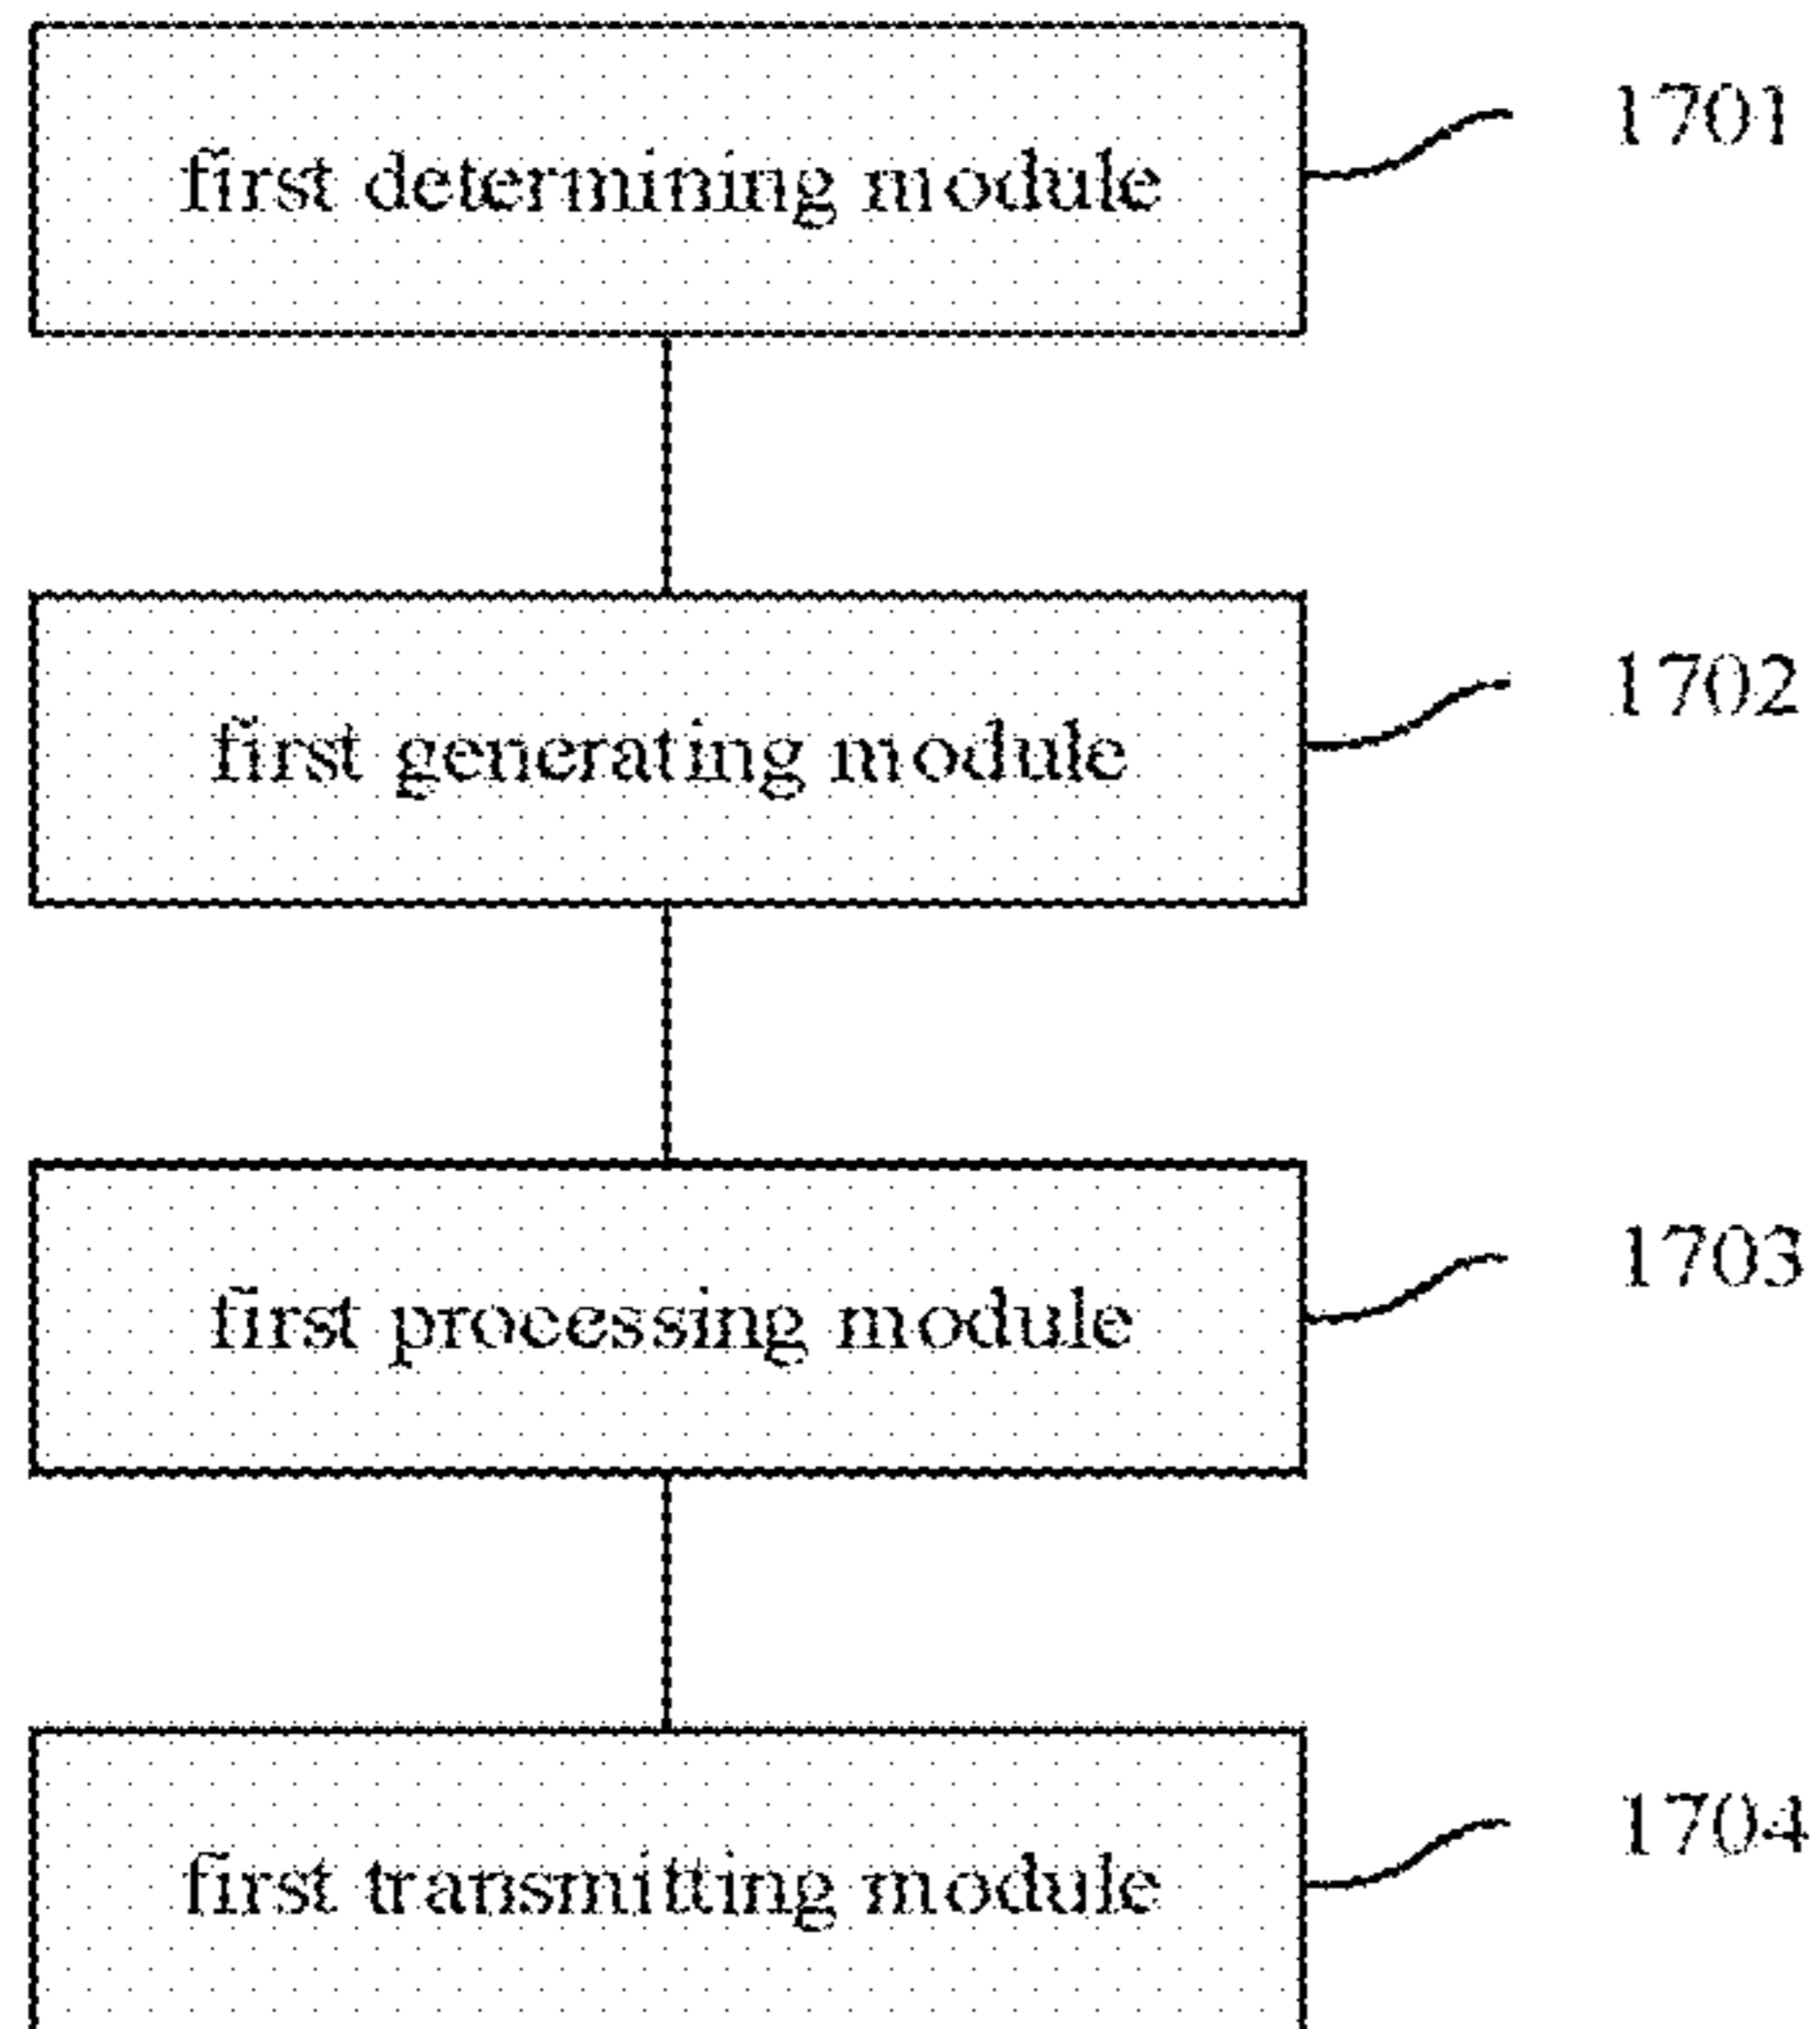 first determining module
1701
first generating module
1702
first processing module
1703
first transmitting module
1704